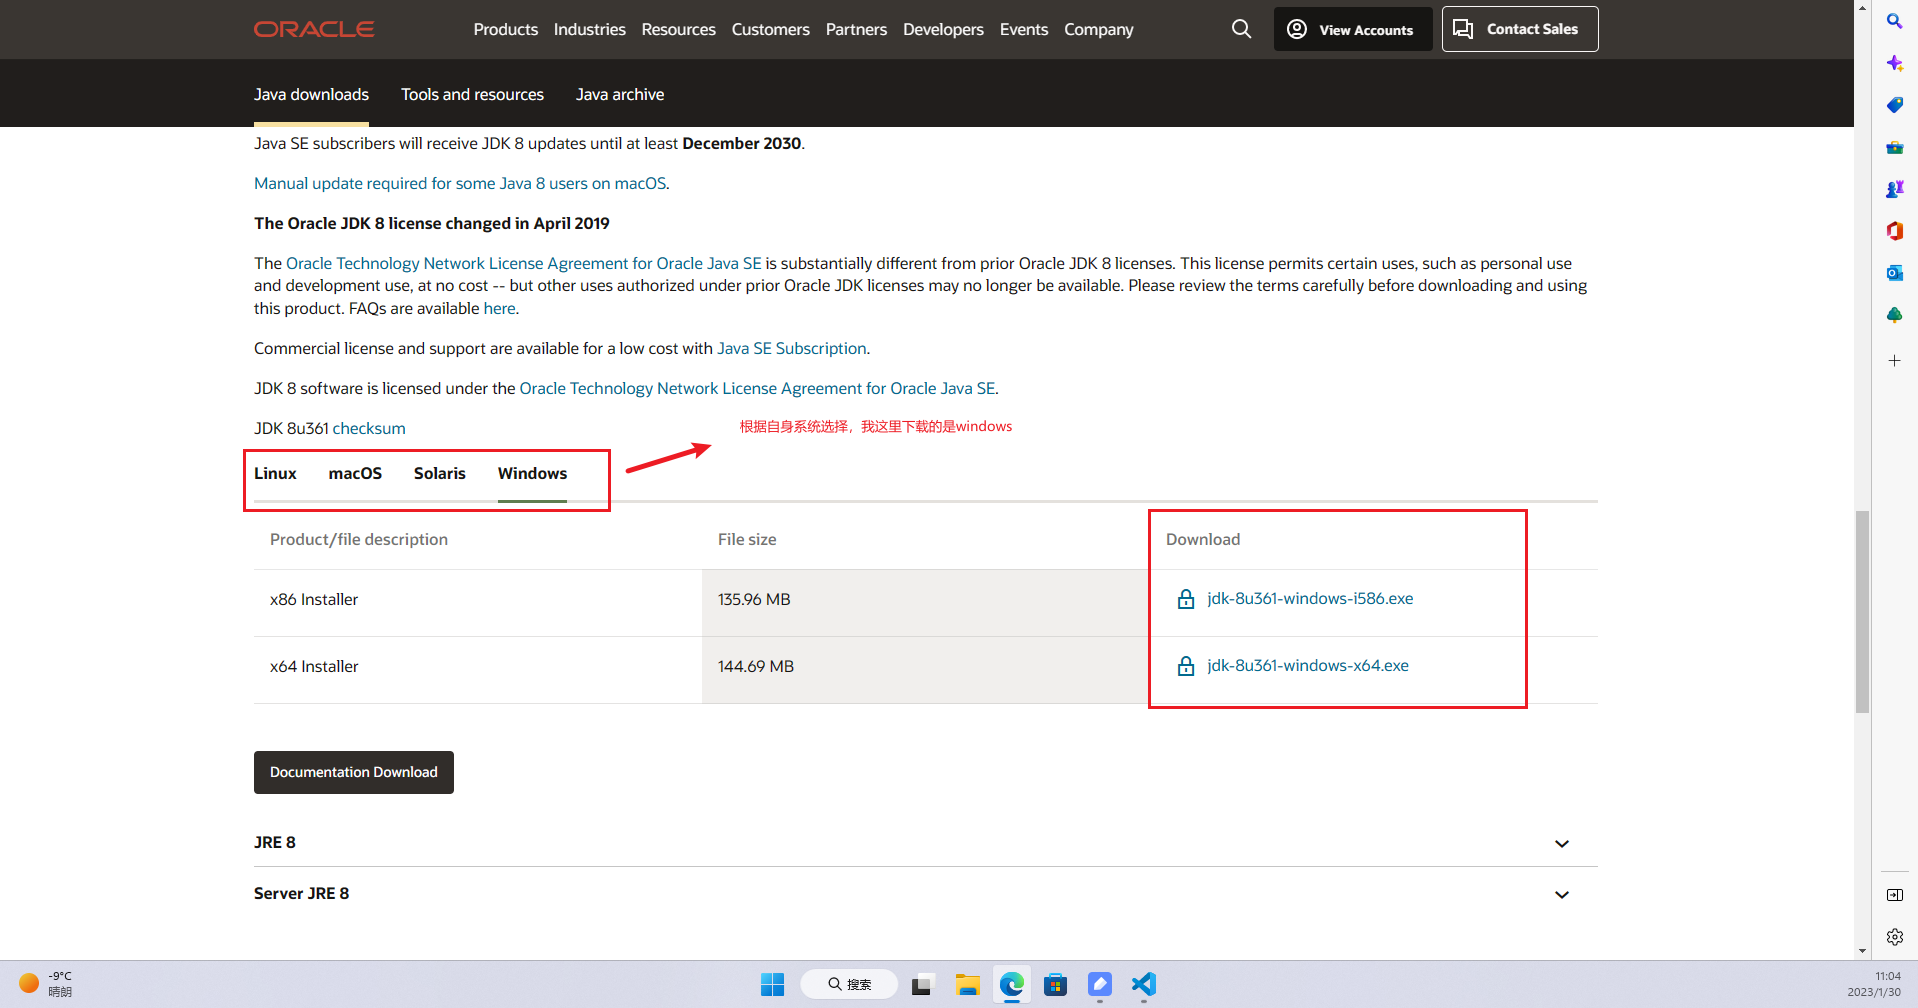 ORACLE
Products Industries Resources Customers Partners Developers Events Company
View Accounts
Contact Sales
Java downloads Tools and resources Java archive
Java SE subscribers will receive JDK 8 updates until at least December 2030.
Manual update required for some Java 8 users on macOS.
The Oracle JDK 8 license changed in April 2019
The Oracle Technology Network License Agreement for Oracle Java SE is substantially different from prior Oracle JDK 8 licenses. This license permits certain uses, such as personal use
and development use, at no cost -- but other uses authorized under prior Oracle JDK licenses may no longer be available. Please review the terms carefully before downloading and using
this product. FAQs are available here.
Commercial license and support are available for a low cost with Java SE Subscription.
JDK 8 software is licensed under the Oracle Technology Network License Agreement for Oracle Java SE.
JDK 8u361 checksum
根据自身系统选择，我这里下载的是windows
Linux macOS Solaris Windows
Product/file description File size Download
x86 Installer 135.96 MB jdk-8u361-windows-i586.exe
x64 Installer 144.69 MB jdk-8u361-windows-x64.exe
Documentation Download
JRE 8
Server JRE 8
-9°C
晴朗
搜索
11:04
2023/1/30